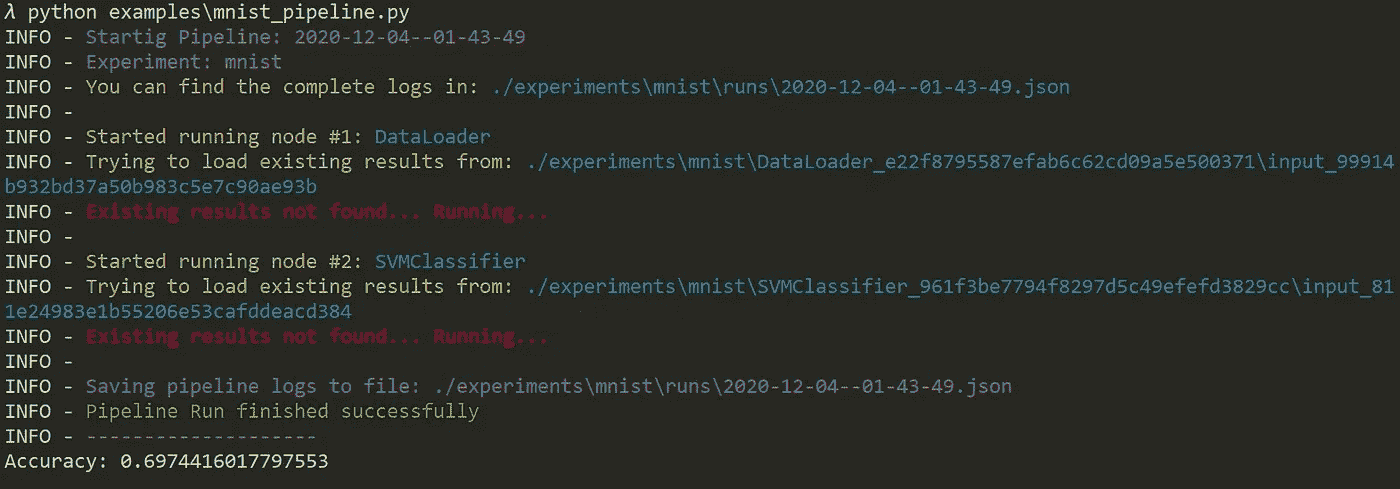 λ python examples\mnist_pipeline.py
INFO - Startig Pipeline: 2020-12-04--01-43-49
INFO - Experiment: mnist
INFO - You can find the complete logs in: ./experiments\mnist\runs\2020-12-04--01-43-49.json
INFO -
INFO - Started running node #1: DataLoader
INFO - Trying to load existing results from: ./experiments\mnist\DataLoader_e22f8795587efab6c62cd09a5e500371\input_99914
b932bd37a50b983c5e7c90ae93b
INFO - Existing results not found... Running...
INFO -
INFO - Started running node #2: SVMClassifier
INFO - Trying to load existing results from: ./experiments\mnist\SVMClassifier_961f3be7794f8297d5c49efefd3829cc\input_81
1e24983e1b55206e53cafddeacd384
INFO - Existing results not found... Running...
INFO -
INFO - Saving pipeline logs to file: ./experiments\mnist\runs\2020-12-04--01-43-49.json
INFO - Pipeline Run finished successfully
INFO - --------------------
Accuracy: 0.6974416017797553